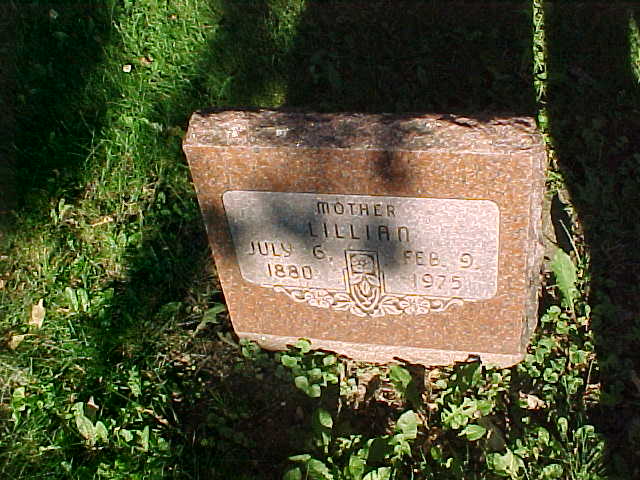 MOTHER
LILLIAN
JULY 6, FEB 9,
1880 1975